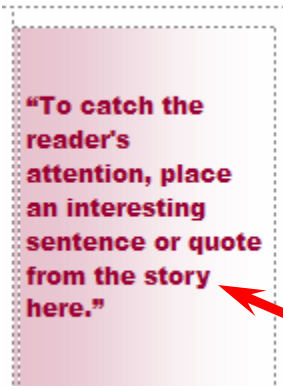 “To catch the
reader's
attention, place
an interesting
sentence or quote
from the story
here.”